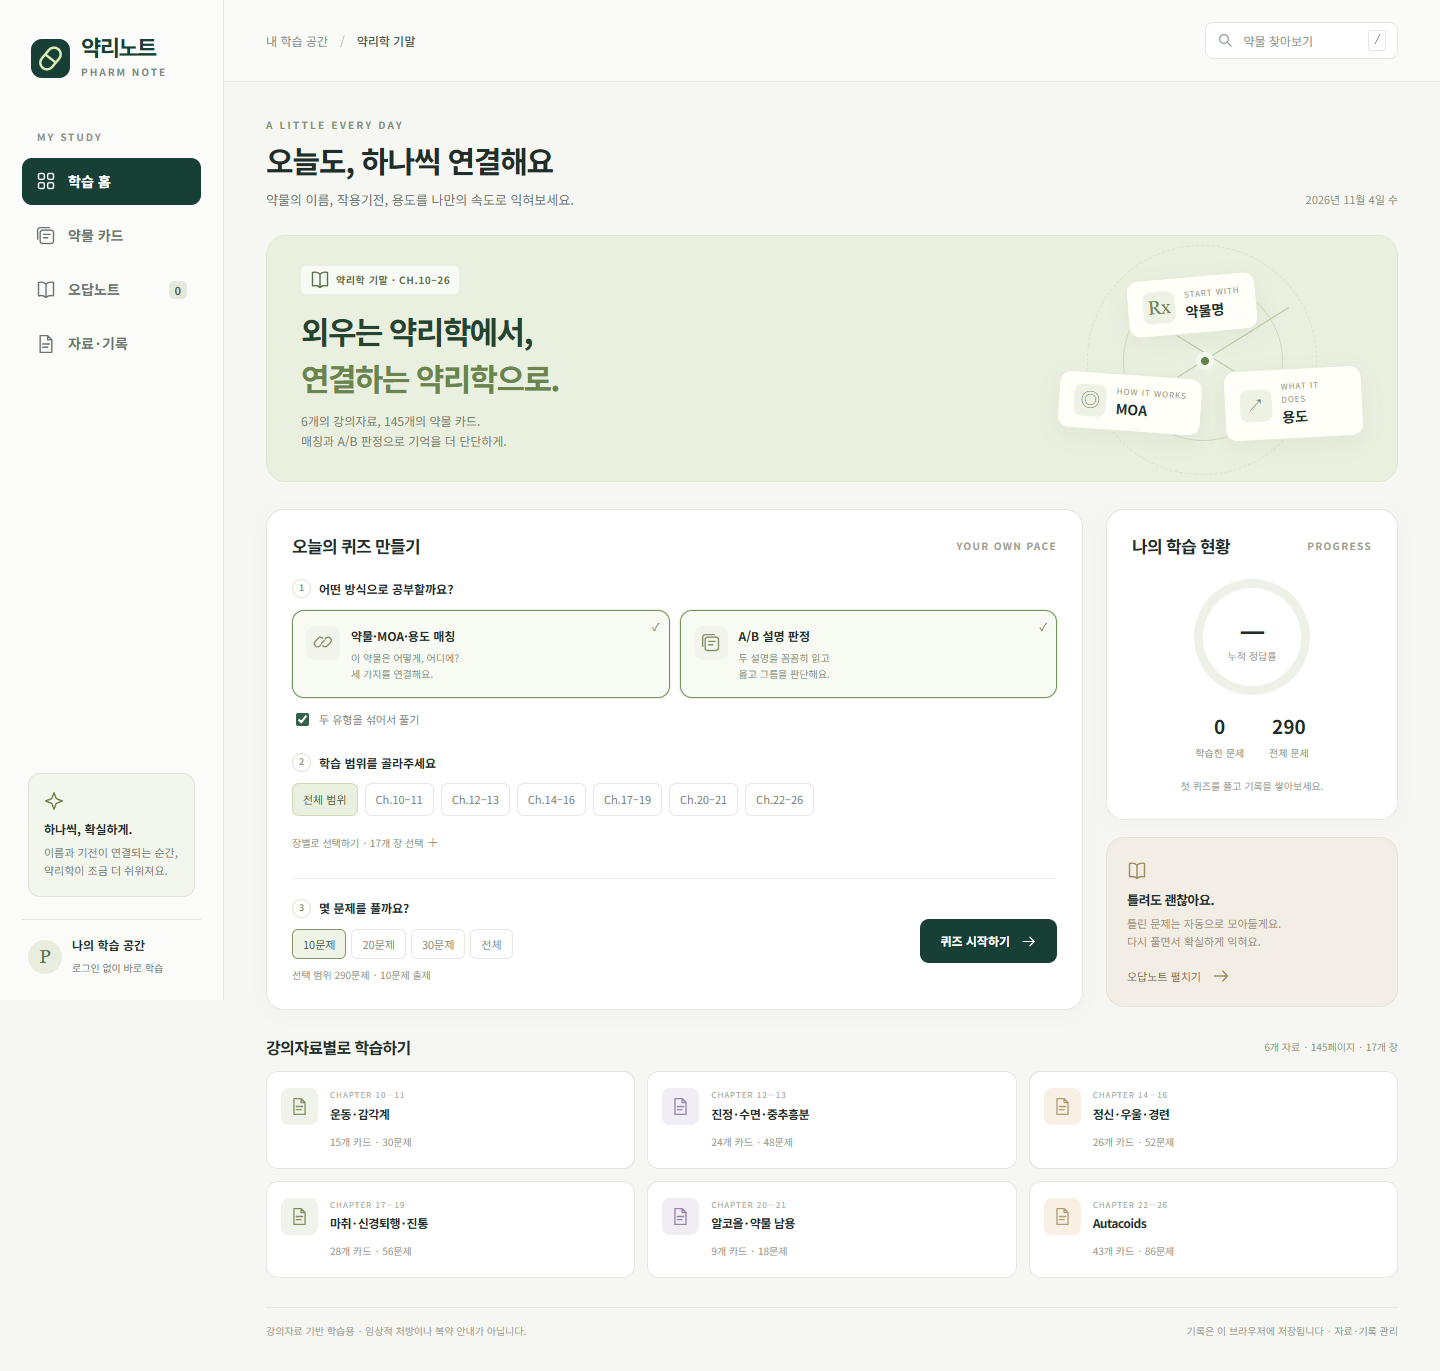 약리노트
PHARM NOTE
MY STUDY
학습 홈
약물 카드
오답노트 0
자료·기록
하나씩, 확실하게.
이름과 기전이 연결되는 순간,
약리학이 조금 더 쉬워져요.
P
나의 학습 공간
로그인 없이 바로 학습
내 학습 공간 / 약리학 기말
약물 찾아보기 /
A LITTLE EVERY DAY
오늘도, 하나씩 연결해요
약물의 이름, 작용기전, 용도를 나만의 속도로 익혀보세요.
2026년 11월 4일 수
약리학 기말 · CH.10–26
외우는 약리학에서,
연결하는 약리학으로.
6개의 강의자료, 145개의 약물 카드.
매칭과 A/B 판정으로 기억을 더 단단하게.
Rx
START WITH
약물명
HOW IT WORKS
MOA
WHAT IT
DOES
용도
오늘의 퀴즈 만들기
YOUR OWN PACE
1 어떤 방식으로 공부할까요?
약물·MOA·용도 매칭
이 약물은 어떻게, 어디에?
세 가지를 연결해요.
A/B 설명 판정
두 설명을 꼼꼼히 읽고
옳고 그름을 판단해요.
두 유형을 섞어서 풀기
2 학습 범위를 골라주세요
전체 범위 Ch.10–11 Ch.12–13 Ch.14–16 Ch.17–19 Ch.20–21 Ch.22–26
장별로 선택하기 · 17개 장 선택 +
3 몇 문제를 풀까요?
10문제 20문제 30문제 전체
선택 범위 290문제 · 10문제 출제
퀴즈 시작하기 →
나의 학습 현황
PROGRESS
—
누적 정답률
0 290
학습한 문제 전체 문제
첫 퀴즈를 풀고 기록을 쌓아보세요.
틀려도 괜찮아요.
틀린 문제는 자동으로 모아둘게요.
다시 풀면서 확실하게 익혀요.
오답노트 펼치기 →
강의자료별로 학습하기
6개 자료 · 145페이지 · 17개 장
CHAPTER 10–11
운동·감각계
15개 카드 · 30문제
CHAPTER 12–13
진정·수면·중추흥분
24개 카드 · 48문제
CHAPTER 14–16
정신·우울·경련
26개 카드 · 52문제
CHAPTER 17–19
마취·신경퇴행·진통
28개 카드 · 56문제
CHAPTER 20–21
알코올·약물 남용
9개 카드 · 18문제
CHAPTER 22–26
Autacoids
43개 카드 · 86문제
강의자료 기반 학습용 · 임상적 처방이나 복약 안내가 아닙니다.
기록은 이 브라우저에 저장됩니다 · 자료·기록 관리